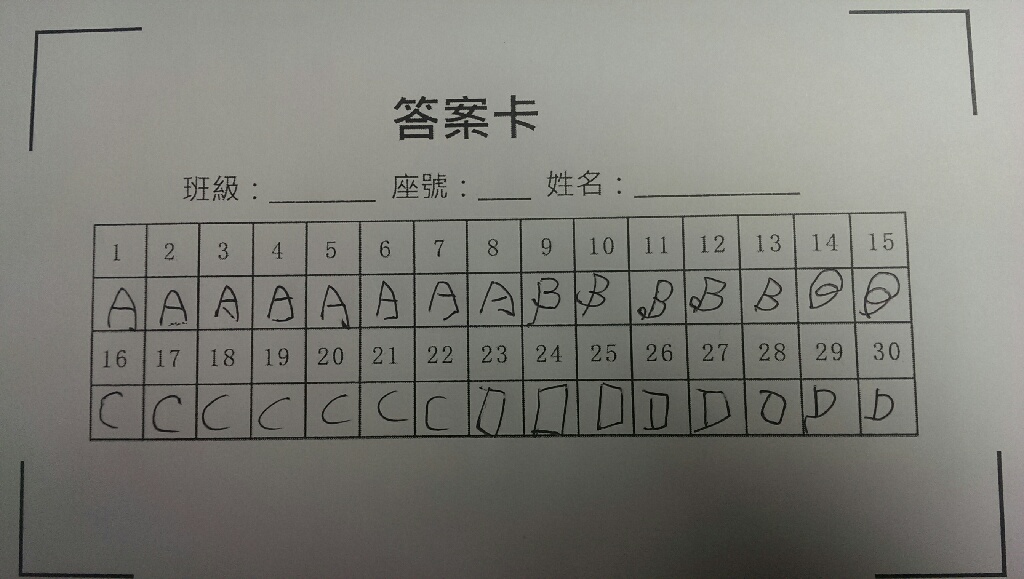 答案卡
班級：________ 座號：____ 姓名：____________
1 2 3 4 5 6 7 8 9 10 11 12 13 14 15
A A A A A A A A B B B B B
16 17 18 19 20 21 22 23 24 25 26 27 28 29 30
C C C C C C C D D D D D D D D